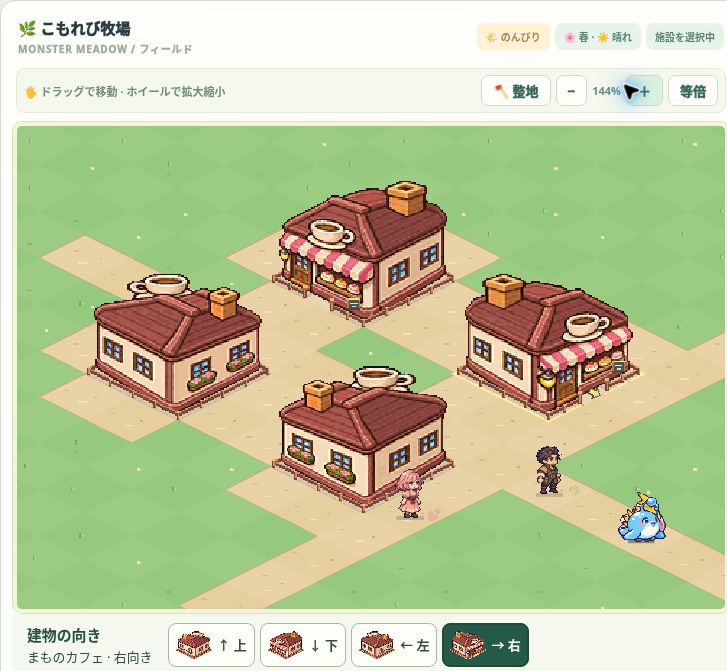 🌿 こもれび牧場
MONSTER MEADOW / フィールド
🌤️ のんびり
🌸 春・☀️ 晴れ
施設を選択中
🖐️ ドラッグで移動・ホイールで拡大縮小
🪓 整地
−
144%
+
等倍
建物の向き
まものカフェ・右向き
↑ 上
↓ 下
← 左
→ 右